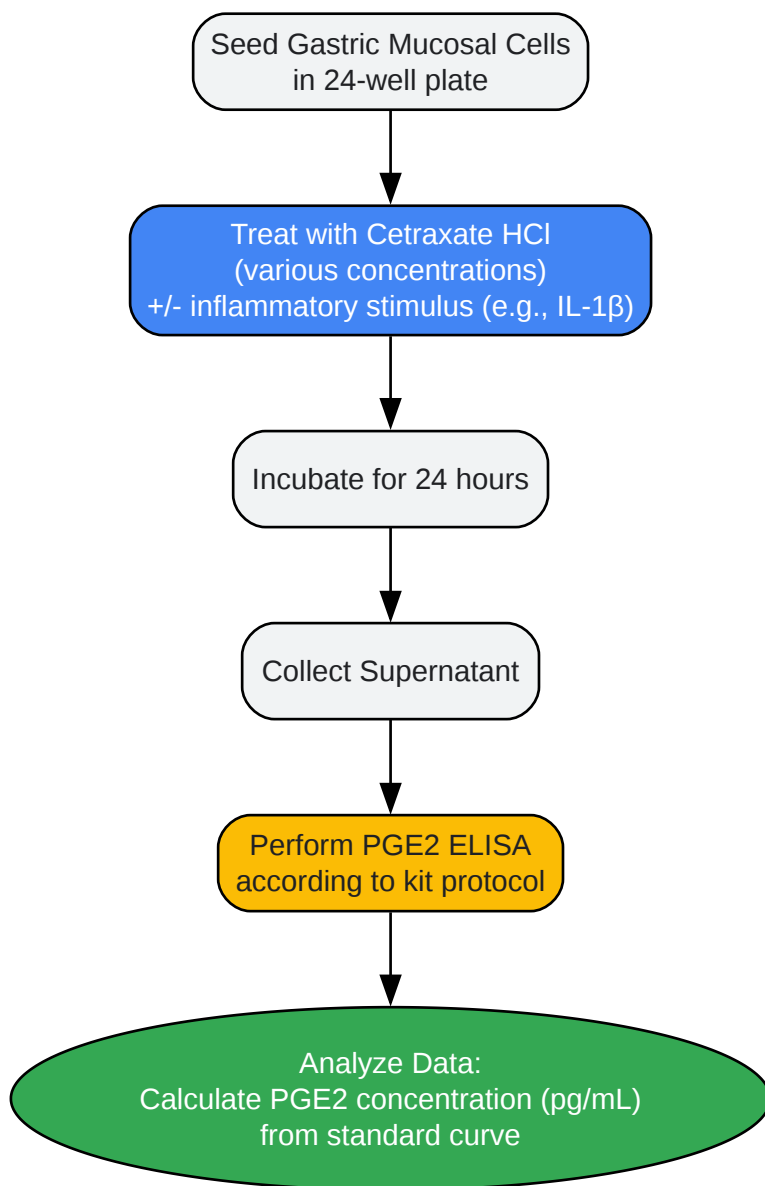 Seed Gastric Mucosal Cells
in 24-well plate
Treat with Cetraxate HCl
(various concentrations)
+/- inflammatory stimulus (e.g., IL-1β)
Incubate for 24 hours
Collect Supernatant
Perform PGE2 ELISA
according to kit protocol
Analyze Data:
Calculate PGE2 concentration (pg/mL)
from standard curve